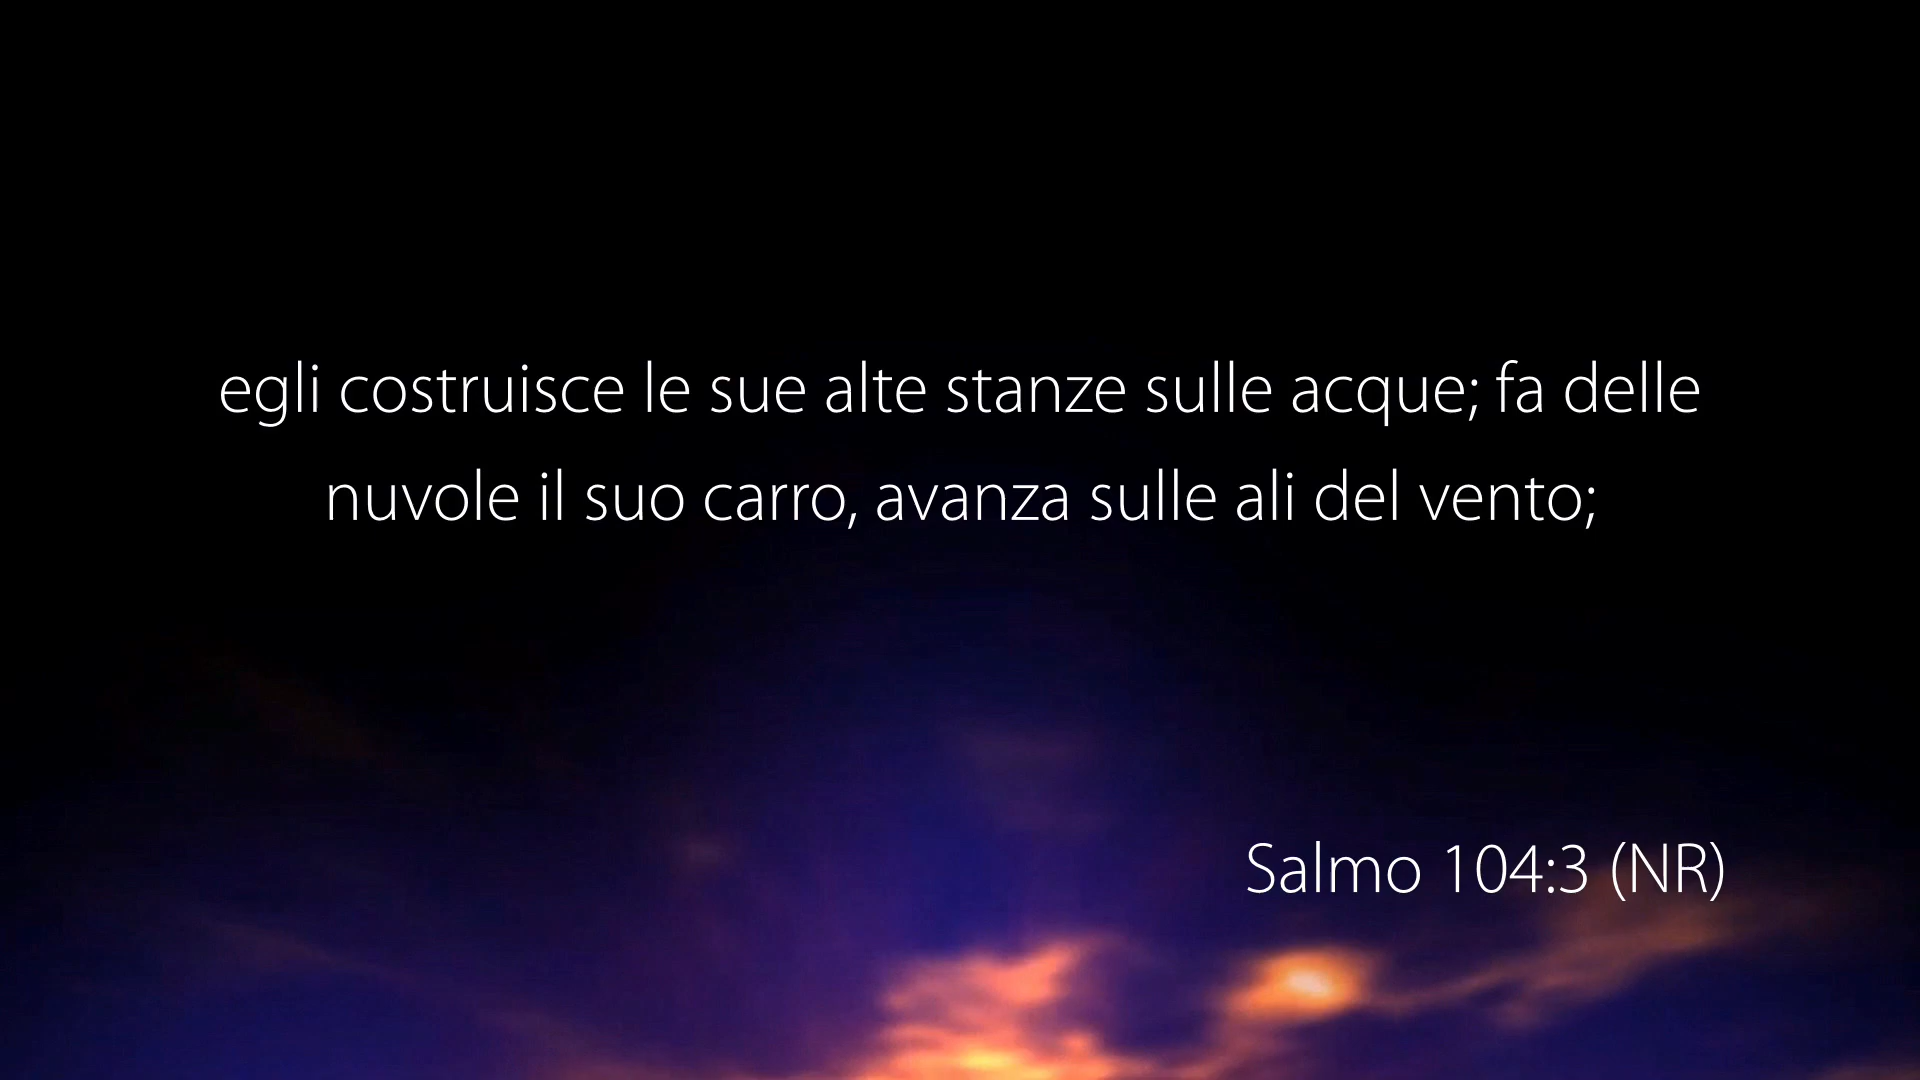 egli costruisce le sue alte stanze sulle acque; fa delle
nuvole il suo carro, avanza sulle ali del vento;
Salmo 104:3 (NR)